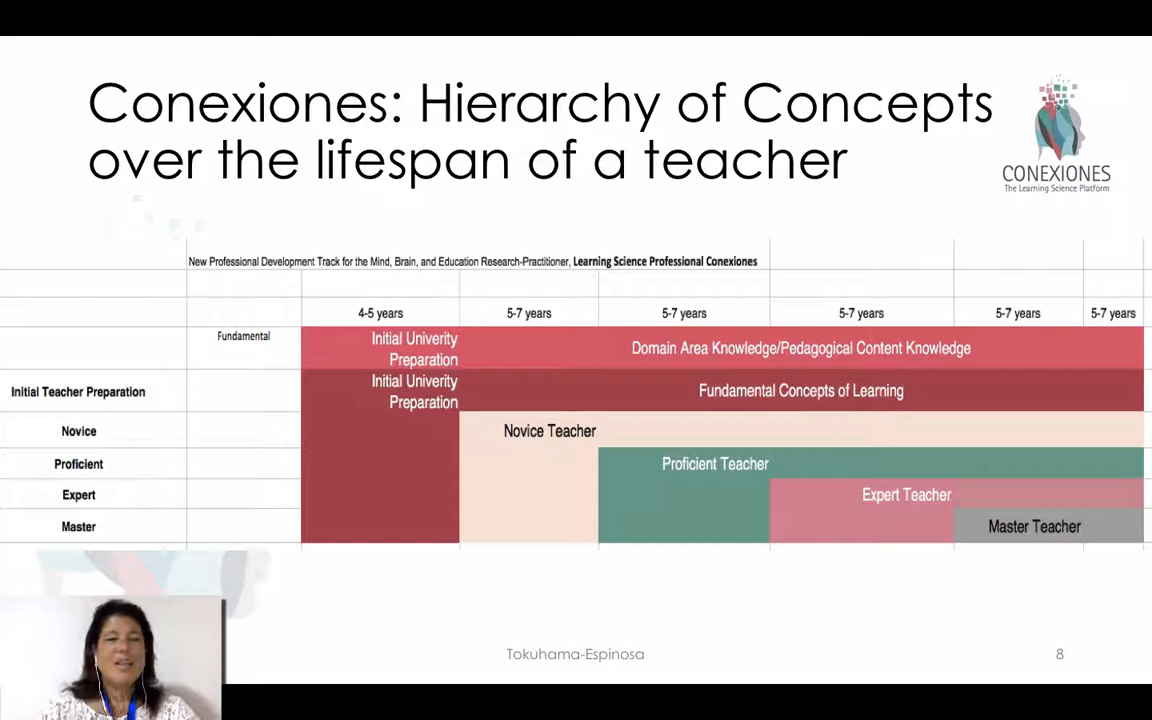 Conexiones: Hierarchy of Concepts
over the lifespan of a teacher
CONEXIONES
The Learning Science Platform
New Professional Development Track for the Mind, Brain, and Education Research-Practitioner, Learning Science Professional Conexiones
4-5 years 5-7 years 5-7 years 5-7 years 5-7 years 5-7 years
Fundamental
Initial Univerity
Preparation
Domain Area Knowledge/Pedagogical Content Knowledge
Initial Teacher Preparation
Initial Univerity
Preparation
Fundamental Concepts of Learning
Novice
Novice Teacher
Proficient
Proficient Teacher
Expert
Expert Teacher
Master
Master Teacher
Tokuhama-Espinosa
8